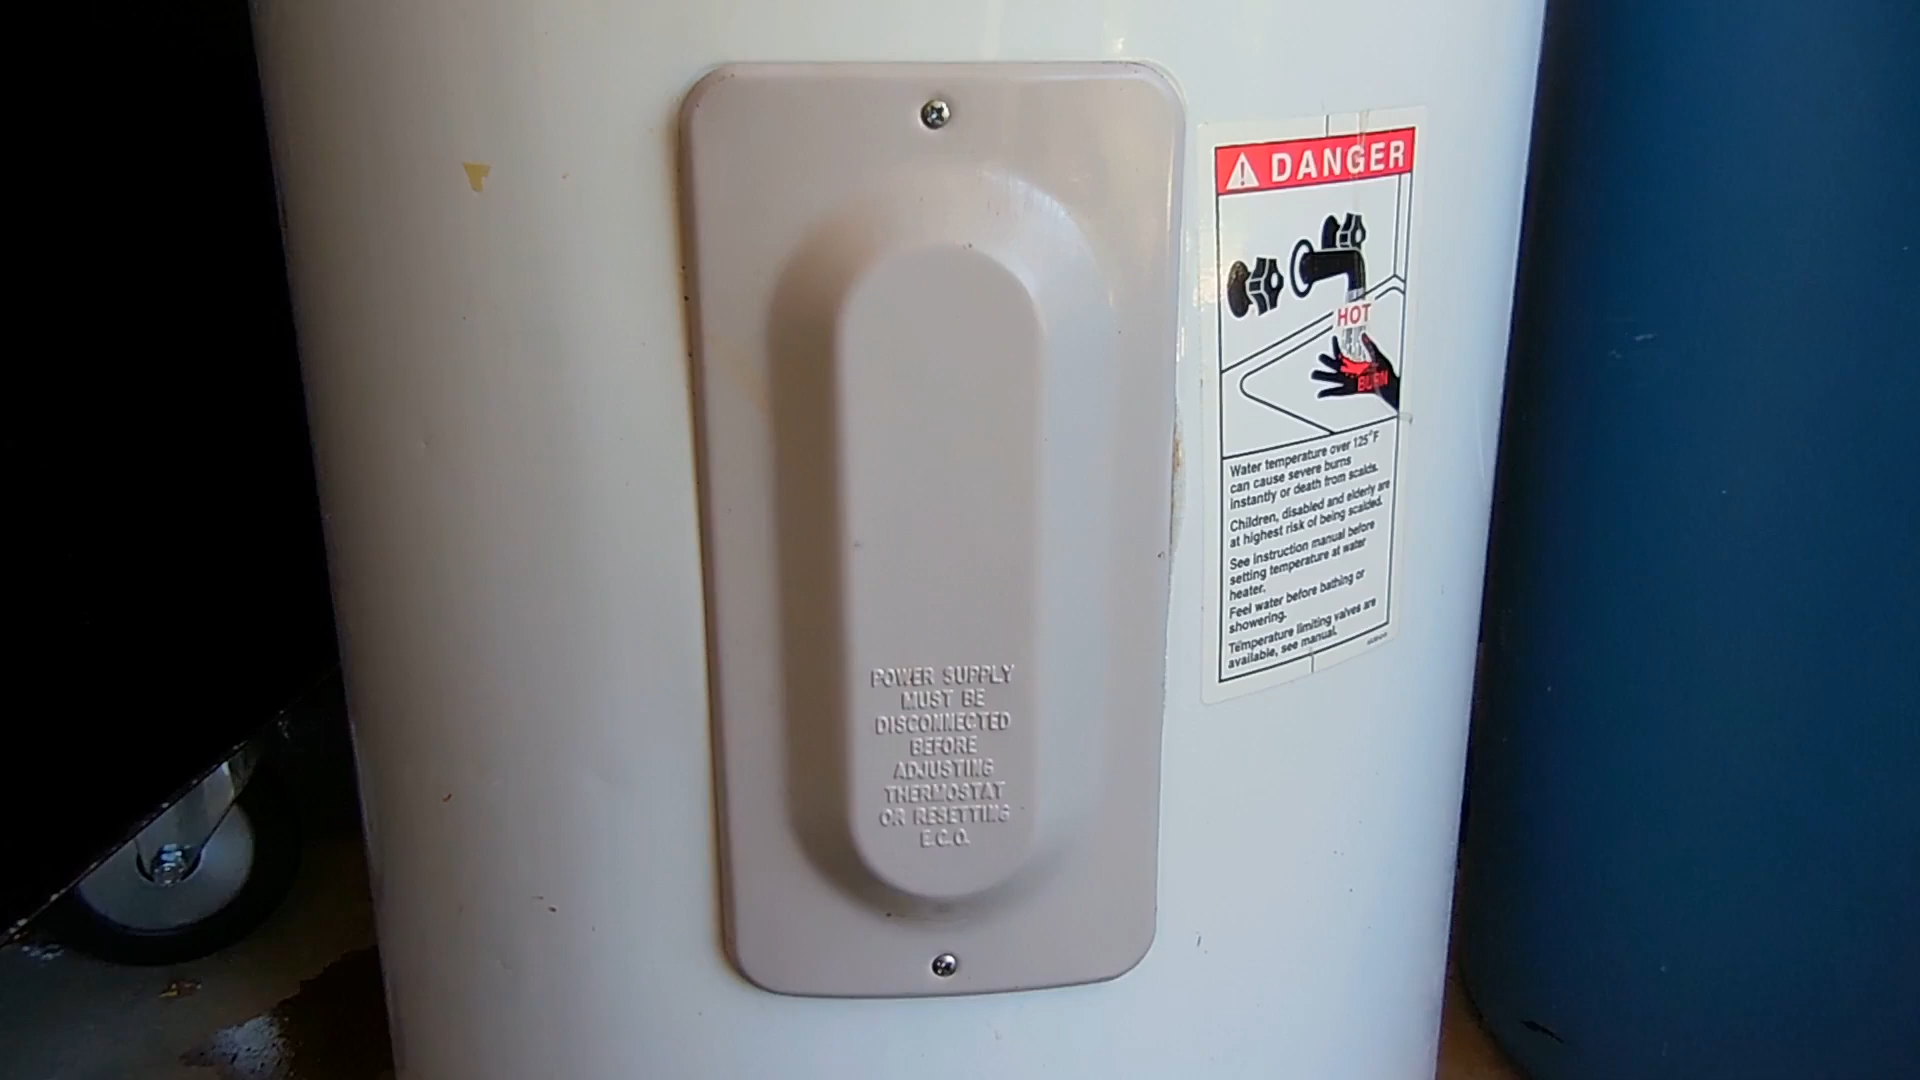 POWER SUPPLY
MUST BE
DISCONNECTED
BEFORE
ADJUSTING
THERMOSTAT
OR RESETTING
E.C.O.
DANGER
HOT
BURN
Water temperature over 125°F
can cause severe burns
instantly or death from scalds.
Children, disabled and elderly are
at highest risk of being scalded.
See instruction manual before
setting temperature at water
heater.
Feel water before bathing or
showering.
Temperature limiting valves are
available, see manual.